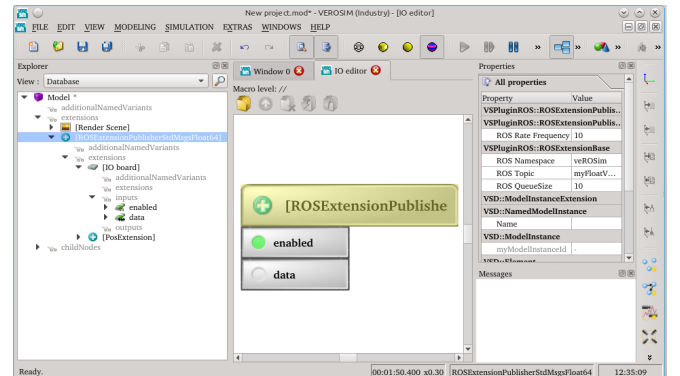 New project.mod* - VEROSIM (Industry) - [IO editor]
FILE EDIT VIEW MODELING SIMULATION EXTRAS WINDOWS HELP
Explorer
View : Database
Model *
additionalNamedVariants
extensions
[Render Scene]
[ROSExtensionPublisherStdMsgsFloat64]
additionalNamedVariants
extensions
[IO board]
additionalNamedVariants
extensions
inputs
enabled
data
outputs
[PosExtension]
childNodes
Window 0
IO editor
Macro level: //
[ROSExtensionPublishe
enabled
data
Properties
All properties
Property Value
VSPluginROS::ROSExtensionPublis..
VSPluginROS::ROSExtensionPublis..
ROS Rate Frequency 10
VSPluginROS::ROSExtensionBase
ROS Namespace veROSim
ROS Topic myFloatV...
ROS QueueSize 10
VSD::ModelInstanceExtension
VSD::NamedModelInstance
Name
VSD::ModelInstance
myModelInstanceId -
VSD::Element
Messages
Ready.
00:01:50.400 x0.30 ROSExtensionPublisherStdMsgsFloat64 12:35:09